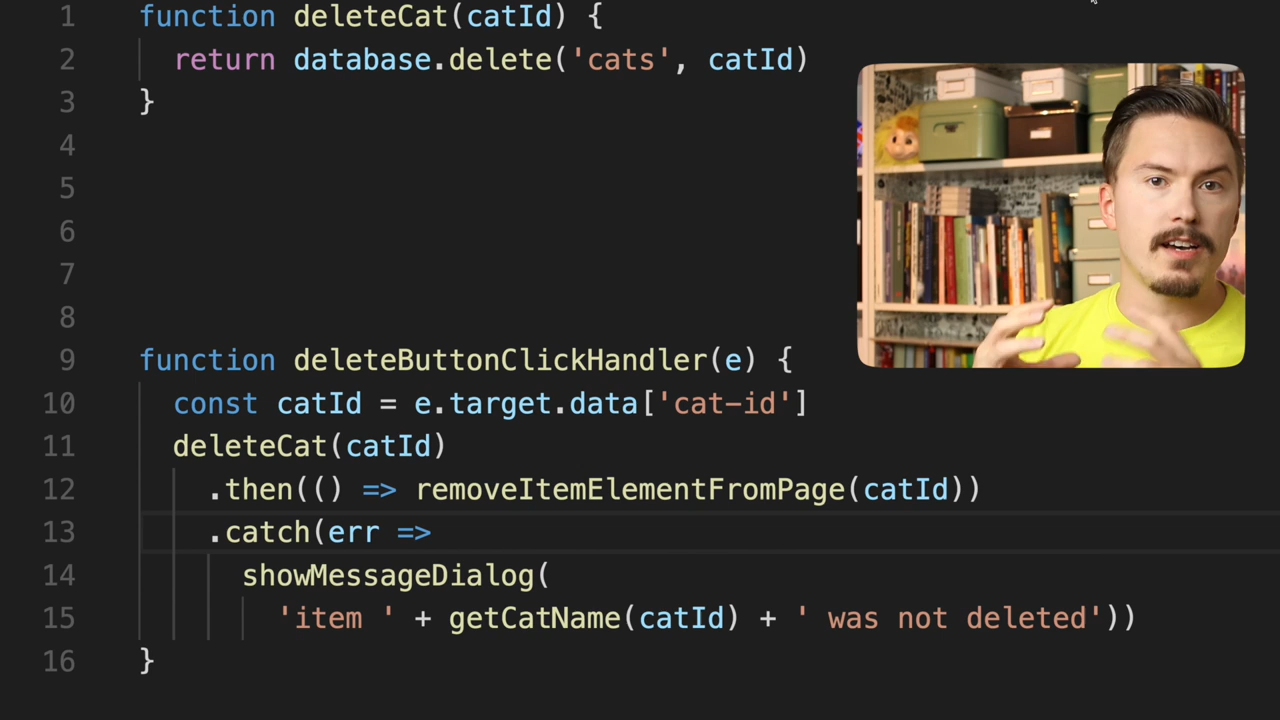 1 function deleteCat(catId) {
2 return database.delete('cats', catId)
3 }
4
5
6
7
8
9 function deleteButtonClickHandler(e) {
10 const catId = e.target.data['cat-id']
11 deleteCat(catId)
12 .then(() => removeItemElementFromPage(catId))
13 .catch(err =>
14 showMessageDialog(
15 'item ' + getCatName(catId) + ' was not deleted'))
16 }